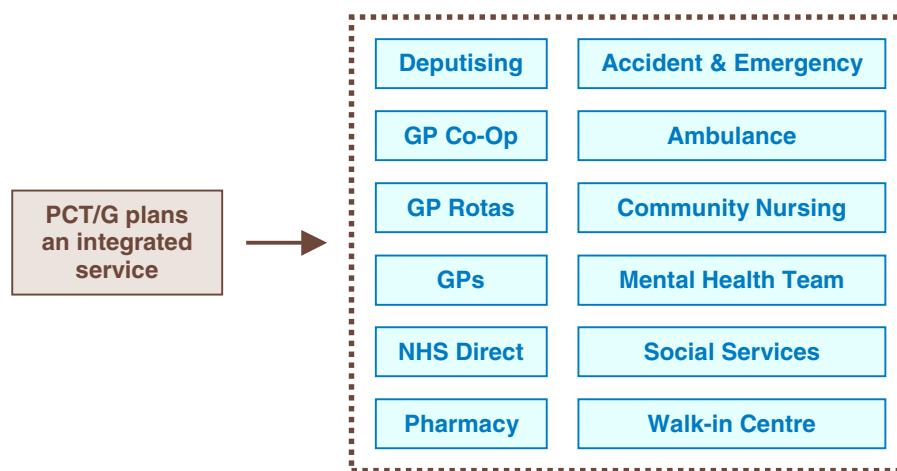 PCT/G plans
an integrated
service
Deputising
Accident & Emergency
GP Co-Op
Ambulance
GP Rotas
Community Nursing
GPs
Mental Health Team
NHS Direct
Social Services
Pharmacy
Walk-in Centre